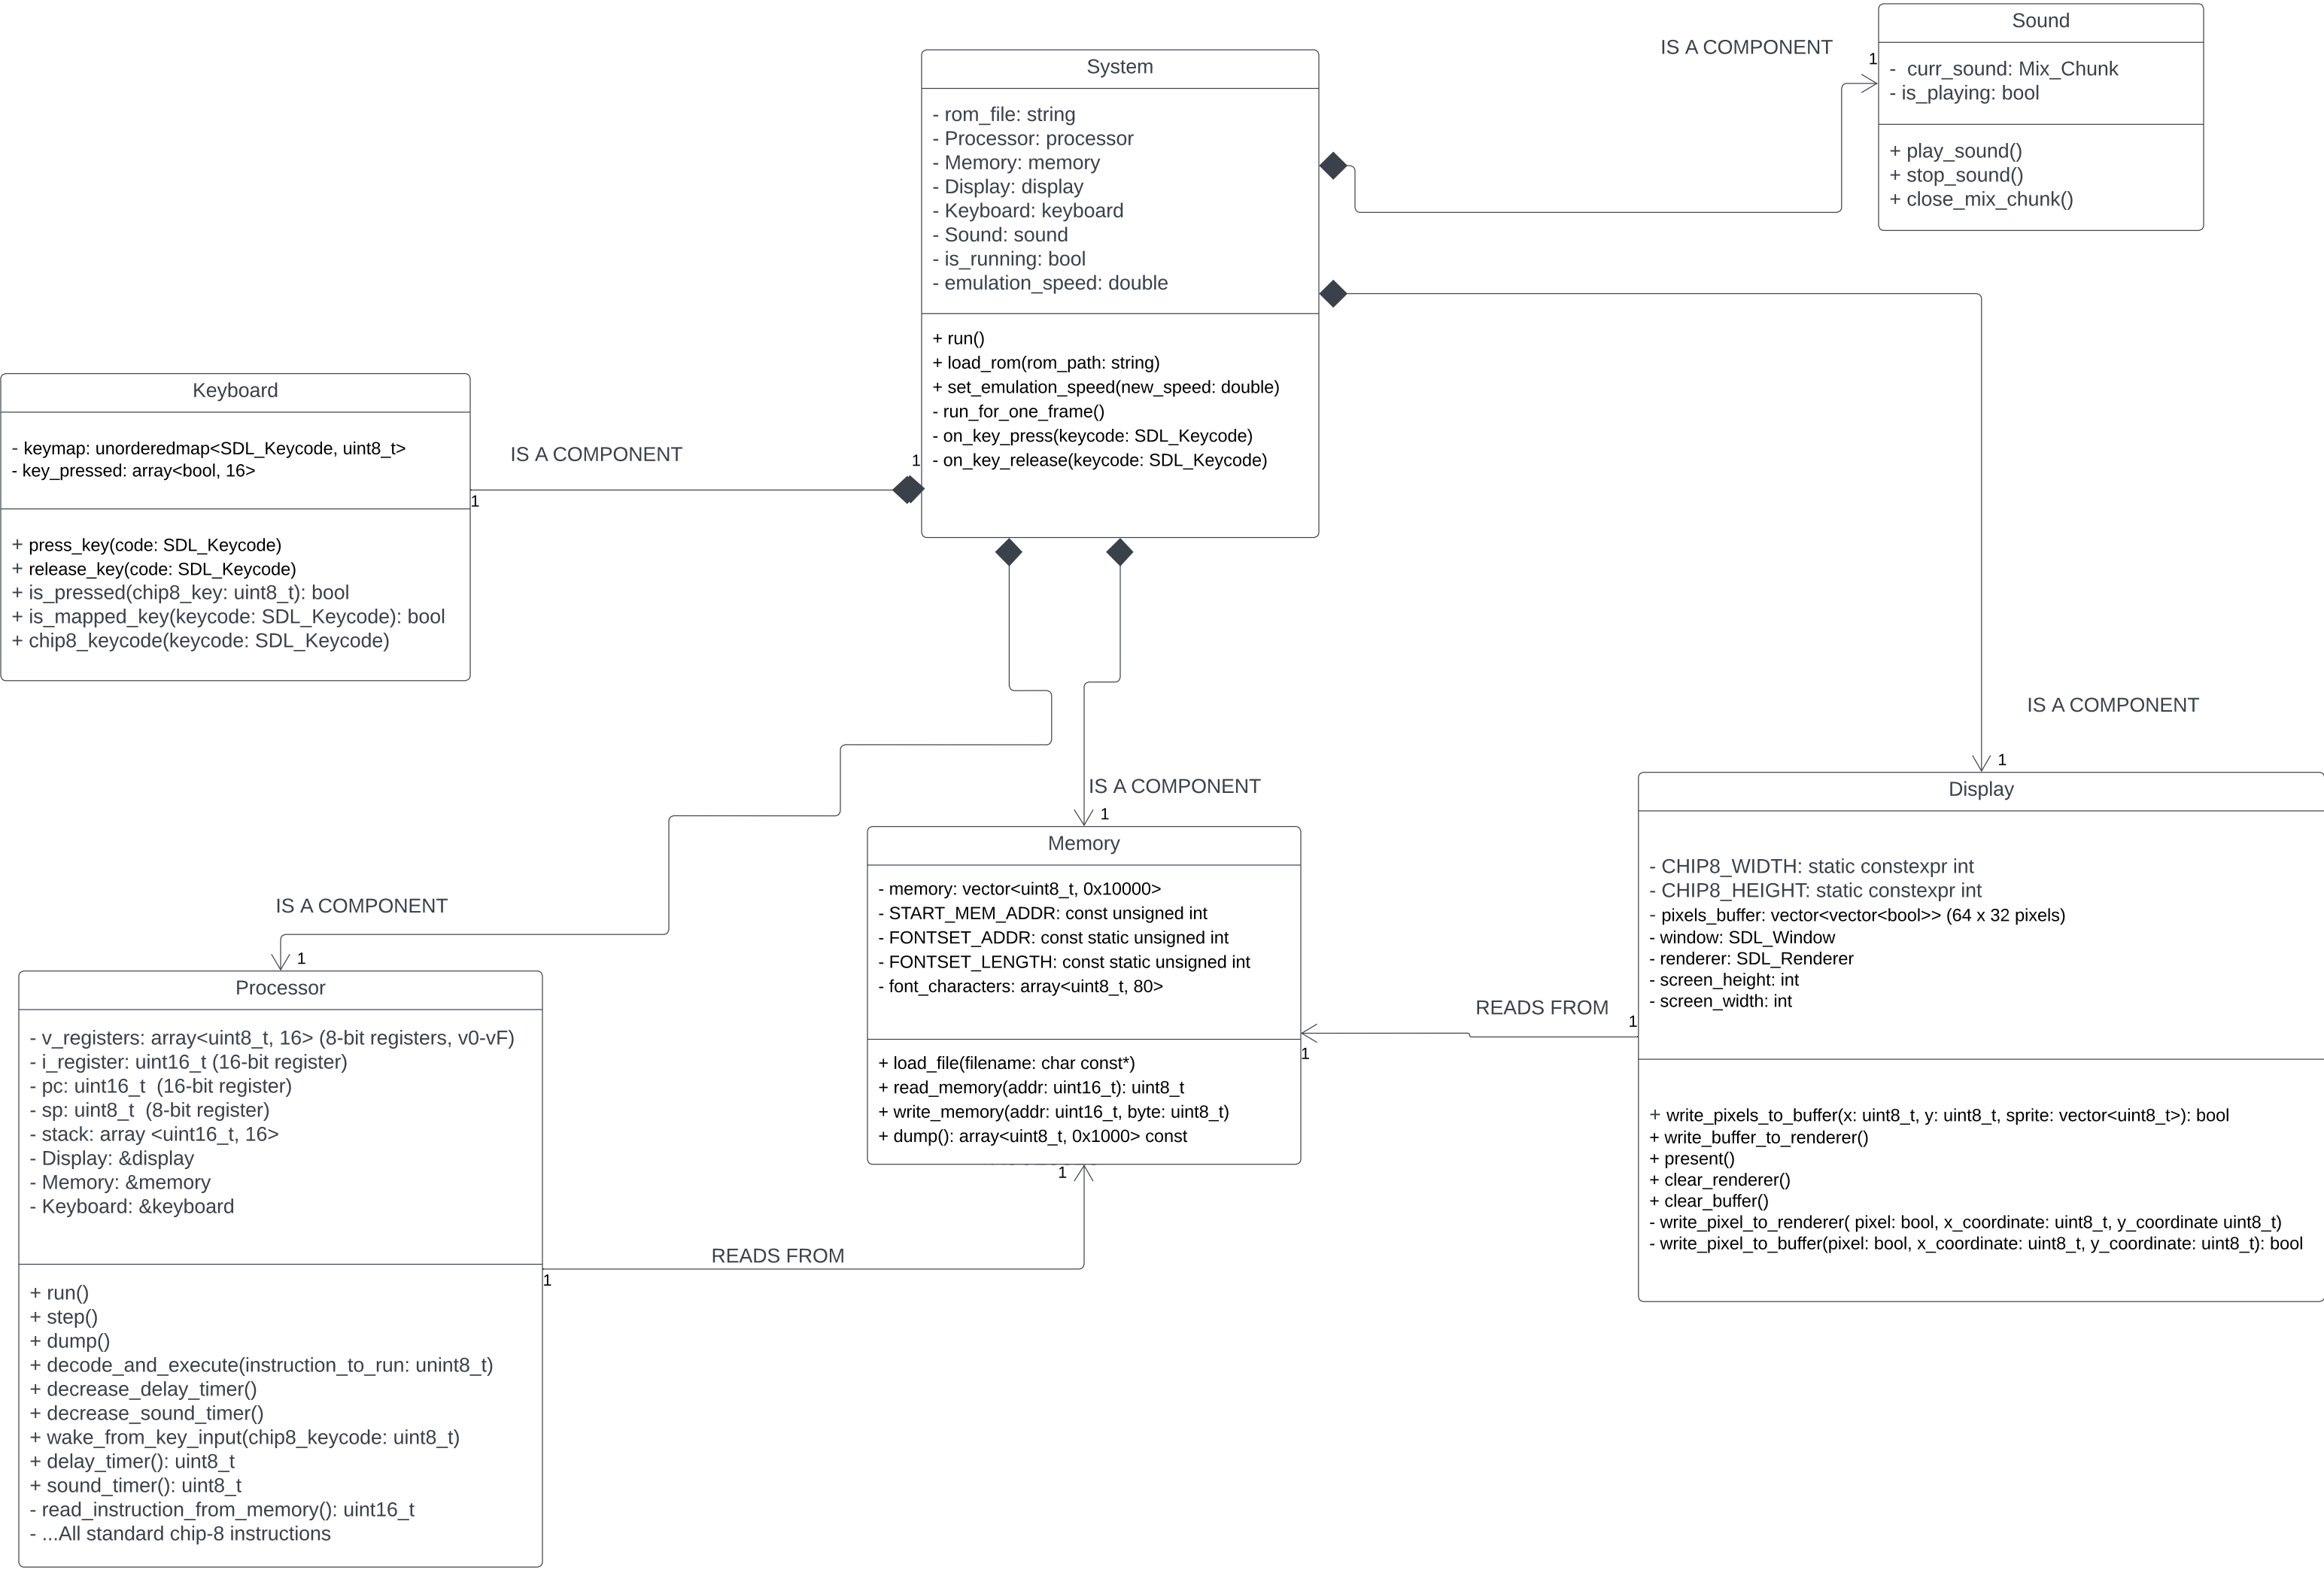 Sound
-  curr_sound: Mix_Chunk
- is_playing: bool
+ play_sound()
+ stop_sound()
+ close_mix_chunk()
IS A COMPONENT
1
System
- rom_file: string
- Processor: processor
- Memory: memory
- Display: display
- Keyboard: keyboard
- Sound: sound
- is_running: bool
- emulation_speed: double
+ run()
+ load_rom(rom_path: string)
+ set_emulation_speed(new_speed: double)
- run_for_one_frame()
- on_key_press(keycode: SDL_Keycode)
- on_key_release(keycode: SDL_Keycode)
Keyboard
- keymap: unorderedmap<SDL_Keycode, uint8_t>
- key_pressed: array<bool, 16>
+ press_key(code: SDL_Keycode)
+ release_key(code: SDL_Keycode)
+ is_pressed(chip8_key: uint8_t): bool
+ is_mapped_key(keycode: SDL_Keycode): bool
+ chip8_keycode(keycode: SDL_Keycode)
IS A COMPONENT
1
1
IS A COMPONENT
1
IS A COMPONENT
1
Memory
- memory: vector<uint8_t, 0x10000>
- START_MEM_ADDR: const unsigned int
- FONTSET_ADDR: const static unsigned int
- FONTSET_LENGTH: const static unsigned int
- font_characters: array<uint8_t, 80>
+ load_file(filename: char const*)
+ read_memory(addr: uint16_t): uint8_t
+ write_memory(addr: uint16_t, byte: uint8_t)
+ dump(): array<uint8_t, 0x1000> const
1
Display
- CHIP8_WIDTH: static constexpr int
- CHIP8_HEIGHT: static constexpr int
- pixels_buffer: vector<vector<bool>> (64 x 32 pixels)
- window: SDL_Window
- renderer: SDL_Renderer
- screen_height: int
- screen_width: int
+ write_pixels_to_buffer(x: uint8_t, y: uint8_t, sprite: vector<uint8_t>): bool
+ write_buffer_to_renderer()
+ present()
+ clear_renderer()
+ clear_buffer()
- write_pixel_to_renderer( pixel: bool, x_coordinate: uint8_t, y_coordinate uint8_t)
- write_pixel_to_buffer(pixel: bool, x_coordinate: uint8_t, y_coordinate: uint8_t): bool
READS FROM
1
1
IS A COMPONENT
1
Processor
- v_registers: array<uint8_t, 16> (8-bit registers, v0-vF)
- i_register: uint16_t (16-bit register)
- pc: uint16_t  (16-bit register)
- sp: uint8_t  (8-bit register)
- stack: array <uint16_t, 16>
- Display: &display
- Memory: &memory
- Keyboard: &keyboard
+ run()
+ step()
+ dump()
+ decode_and_execute(instruction_to_run: unint8_t)
+ decrease_delay_timer()
+ decrease_sound_timer()
+ wake_from_key_input(chip8_keycode: uint8_t)
+ delay_timer(): uint8_t
+ sound_timer(): uint8_t
- read_instruction_from_memory(): uint16_t
- ...All standard chip-8 instructions
READS FROM
1